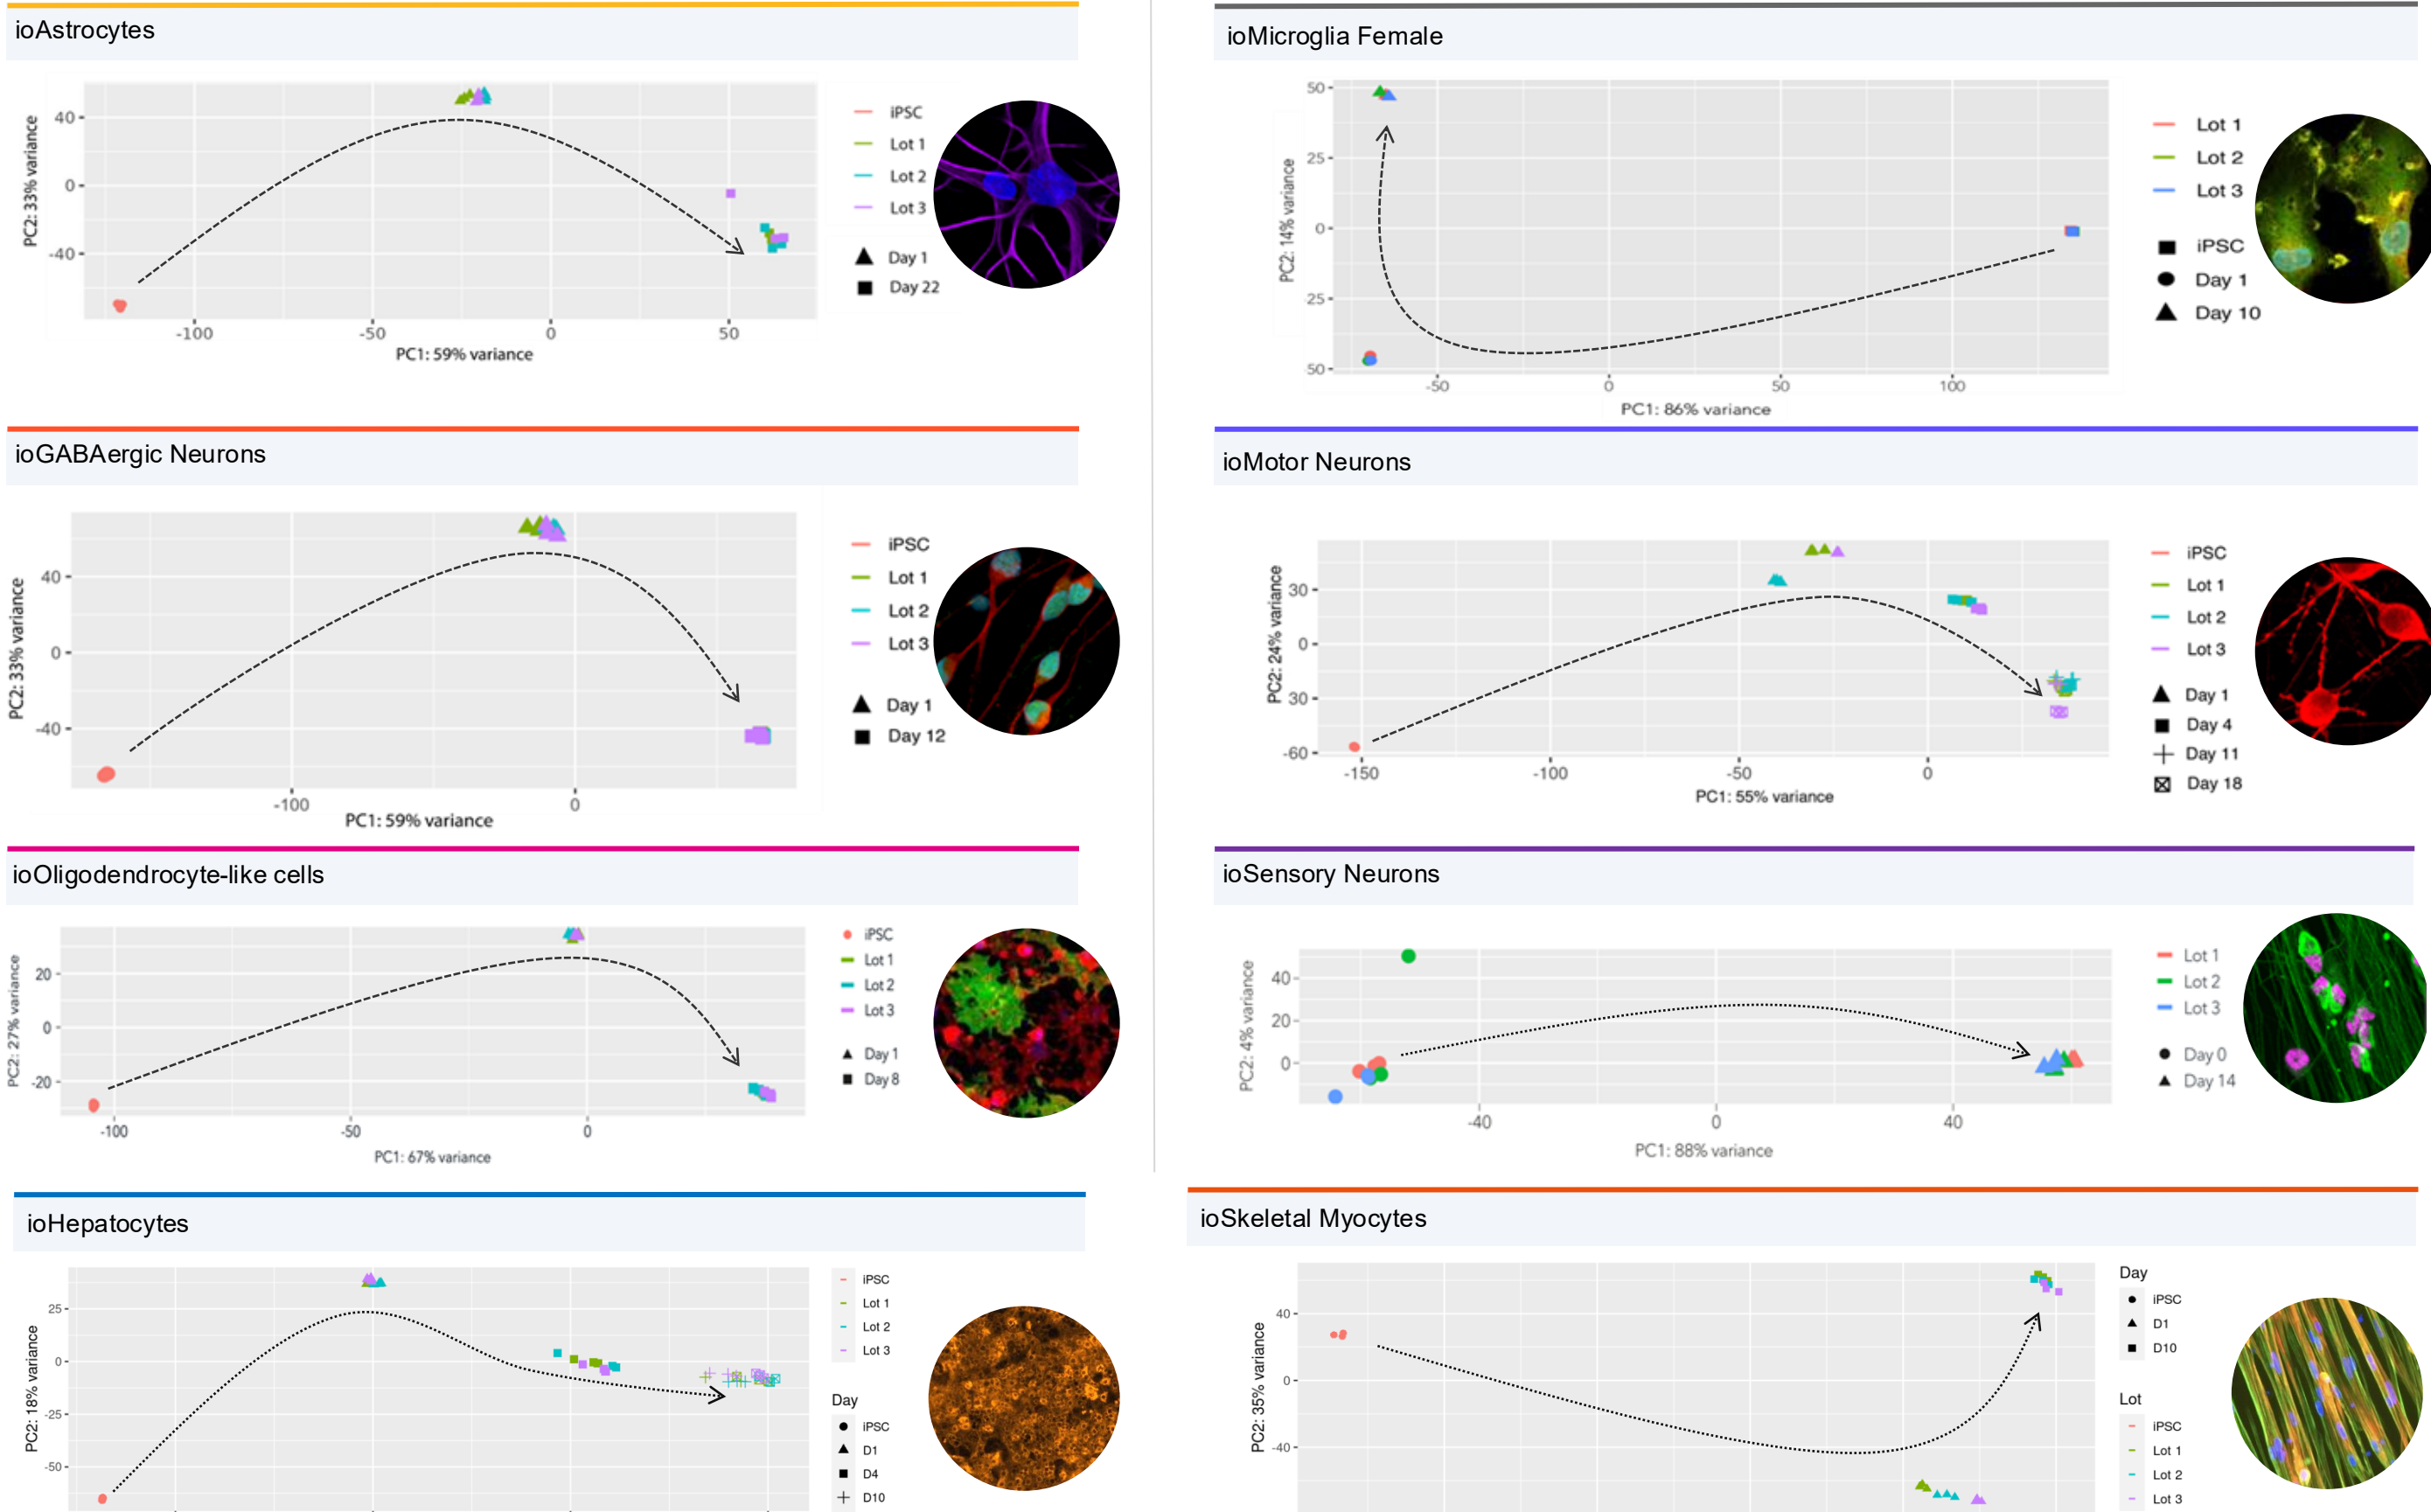 ioAstrocytes
PC2: 33% variance
40
0
-40
-100
-50
0
50
PC1: 59% variance
iPSC
Lot 1
Lot 2
Lot 3
Day 1
Day 22
ioMicroglia Female
PC2: 14% variance
50
25
0
25
50
-50
0
50
100
PC1: 86% variance
Lot 1
Lot 2
Lot 3
iPSC
Day 1
Day 10
ioGABAergic Neurons
PC2: 33% variance
40
0
-40
-100
0
PC1: 59% variance
iPSC
Lot 1
Lot 2
Lot 3
Day 1
Day 12
ioMotor Neurons
PC2: 24% variance
30
0
30
-60
-150
-100
-50
0
PC1: 55% variance
iPSC
Lot 1
Lot 2
Lot 3
Day 1
Day 4
Day 11
Day 18
ioOligodendrocyte-like cells
PC2: 27% variance
20
0
-20
-100
-50
0
PC1: 67% variance
iPSC
Lot 1
Lot 2
Lot 3
Day 1
Day 8
ioSensory Neurons
PC2: 4% variance
40
20
0
-40
0
40
PC1: 88% variance
Lot 1
Lot 2
Lot 3
Day 0
Day 14
ioHepatocytes
PC2: 18% variance
25
0
-25
-50
iPSC
Lot 1
Lot 2
Lot 3
Day
iPSC
D1
D4
D10
ioSkeletal Myocytes
PC2: 35% variance
40
0
-40
Day
iPSC
D1
D10
Lot
iPSC
Lot 1
Lot 2
Lot 3